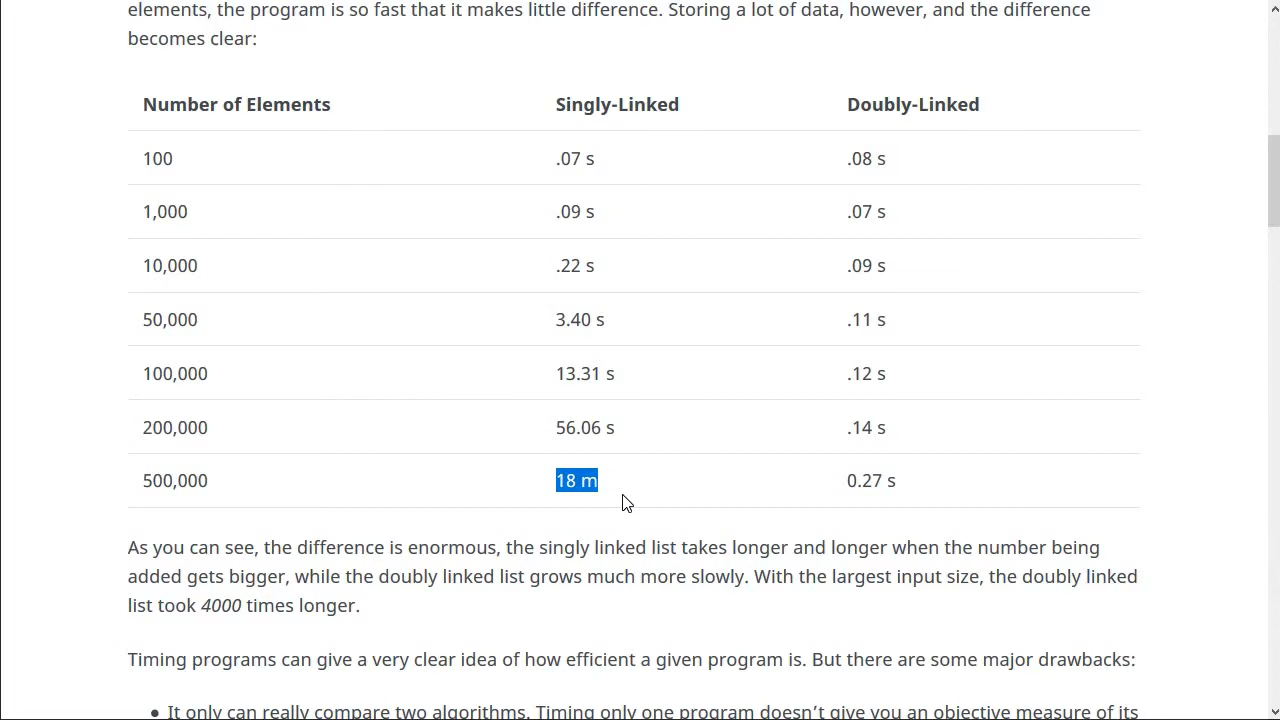 elements, the program is so fast that it makes little difference. Storing a lot of data, however, and the difference
becomes clear:
Number of Elements Singly-Linked Doubly-Linked
100 .07 s .08 s
1,000 .09 s .07 s
10,000 .22 s .09 s
50,000 3.40 s .11 s
100,000 13.31 s .12 s
200,000 56.06 s .14 s
500,000 18 m 0.27 s
As you can see, the difference is enormous, the singly linked list takes longer and longer when the number being
added gets bigger, while the doubly linked list grows much more slowly. With the largest input size, the doubly linked
list took 4000 times longer.
Timing programs can give a very clear idea of how efficient a given program is. But there are some major drawbacks:
• It only can really compare two algorithms. Timing only one program doesn't give you an objective measure of its